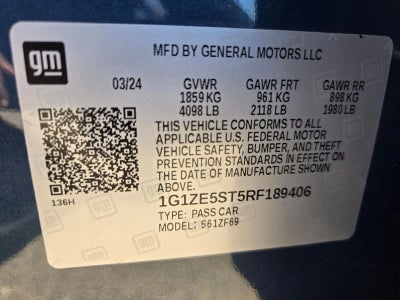 gm
MFD BY GENERAL MOTORS LLC
03/24 GVWR GAWR FRT GAWR RR
1859 KG 961 KG 898 KG
4098 LB 2118 LB 1980 LB
THIS VEHICLE CONFORMS TO ALL
APPLICABLE U.S. FEDERAL MOTOR
VEHICLE SAFETY, BUMPER, AND THEFT
PREVENTION STANDARDS IN EFFECT ON
THE DATE OF MANUFACTURE SHOWN
ABOVE.
136H
1G1ZE5ST5RF189406
TYPE: PASS CAR
MODEL: 561ZF69